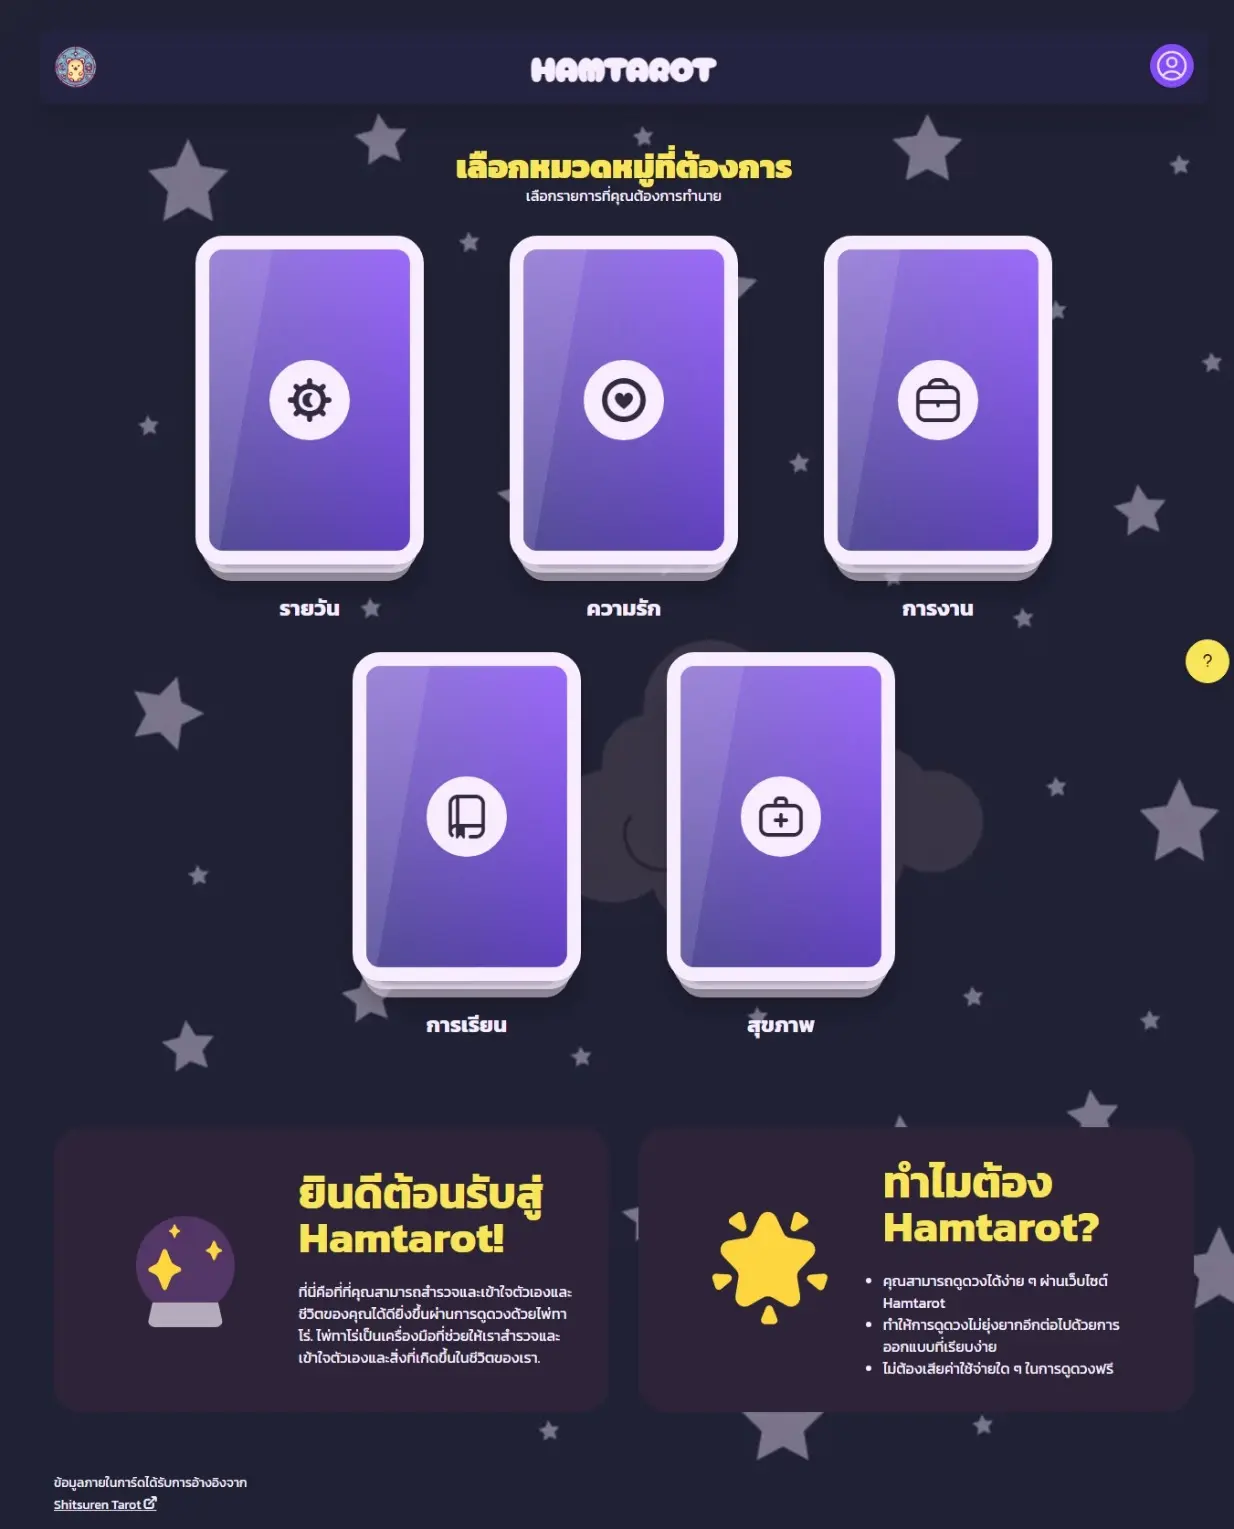 HAMTAROT
เลือกหมวดหมู่ที่ต้องการ
เลือกรายการที่คุณต้องการทำนาย
รายวัน
ความรัก
การงาน
?
การเรียน
สุขภาพ
ยินดีต้อนรับสู่
Hamtarot!
ที่นี่คือที่ที่คุณสามารถสำรวจและเข้าใจตัวเองและ
ชีวิตของคุณได้ดียิ่งขึ้นผ่านการดูดวงด้วยไพ่ทา
โร่. ไพ่ทาโร่เป็นเครื่องมือที่ช่วยให้เราสำรวจและ
เข้าใจตัวเองและสิ่งที่เกิดขึ้นในชีวิตของเรา.
ทำไมต้อง
Hamtarot?
• คุณสามารถดูดวงได้ง่าย ๆ ผ่านเว็บไซต์
Hamtarot
• ทำให้การดูดวงไม่ยุ่งยากอีกต่อไปด้วยการ
ออกแบบที่เรียบง่าย
• ไม่ต้องเสียค่าใช้จ่ายใด ๆ ในการดูดวงฟรี
ข้อมูลภายในการ์ดได้รับการอ้างอิงจาก
Shitsuren Tarot